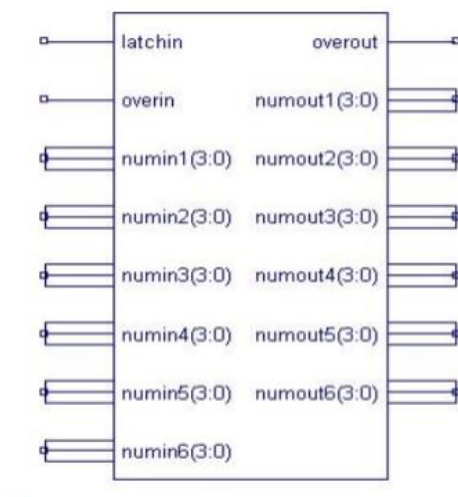 latchin overout
overin numout1(3:0)
numin1(3:0) numout2(3:0)
numin2(3:0) numout3(3:0)
numin3(3:0) numout4(3:0)
numin4(3:0) numout5(3:0)
numin5(3:0) numout6(3:0)
numin6(3:0)